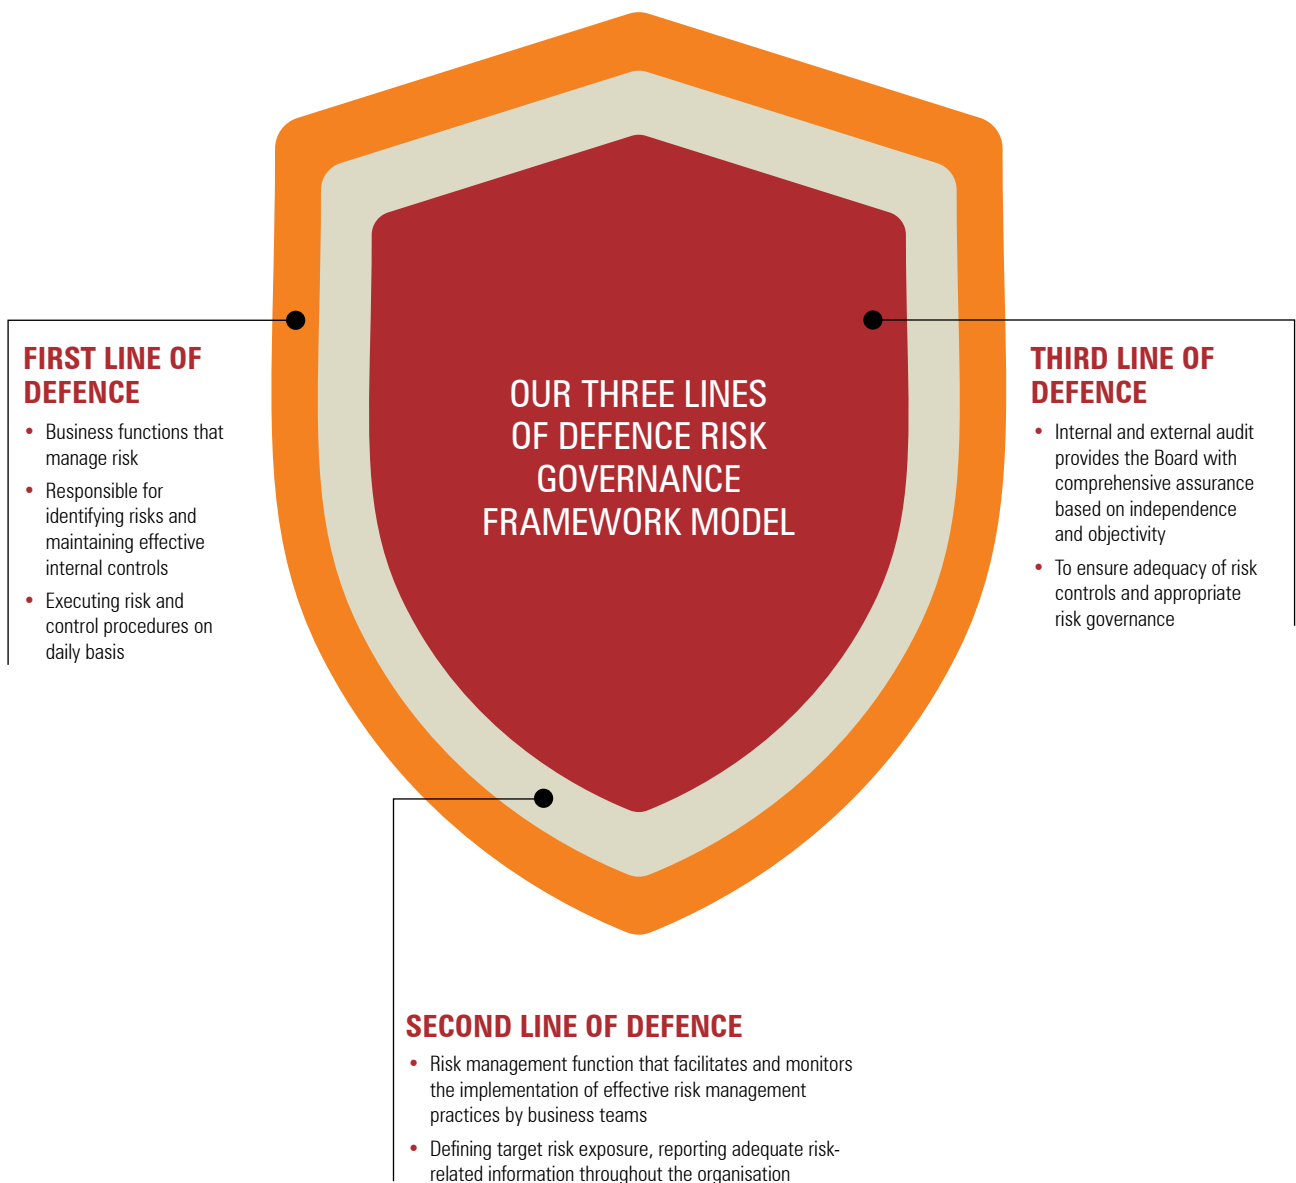 OUR THREE LINES
OF DEFENCE RISK
GOVERNANCE
FRAMEWORK MODEL
FIRST LINE OF
DEFENCE
• Business functions that
manage risk
• Responsible for
identifying risks and
maintaining effective
internal controls
• Executing risk and
control procedures on
daily basis
THIRD LINE OF
DEFENCE
• Internal and external audit
provides the Board with
comprehensive assurance
based on independence
and objectivity
• To ensure adequacy of risk
controls and appropriate
risk governance
SECOND LINE OF DEFENCE
• Risk management function that facilitates and monitors
the implementation of effective risk management
practices by business teams
• Defining target risk exposure, reporting adequate risk-
related information throughout the organisation